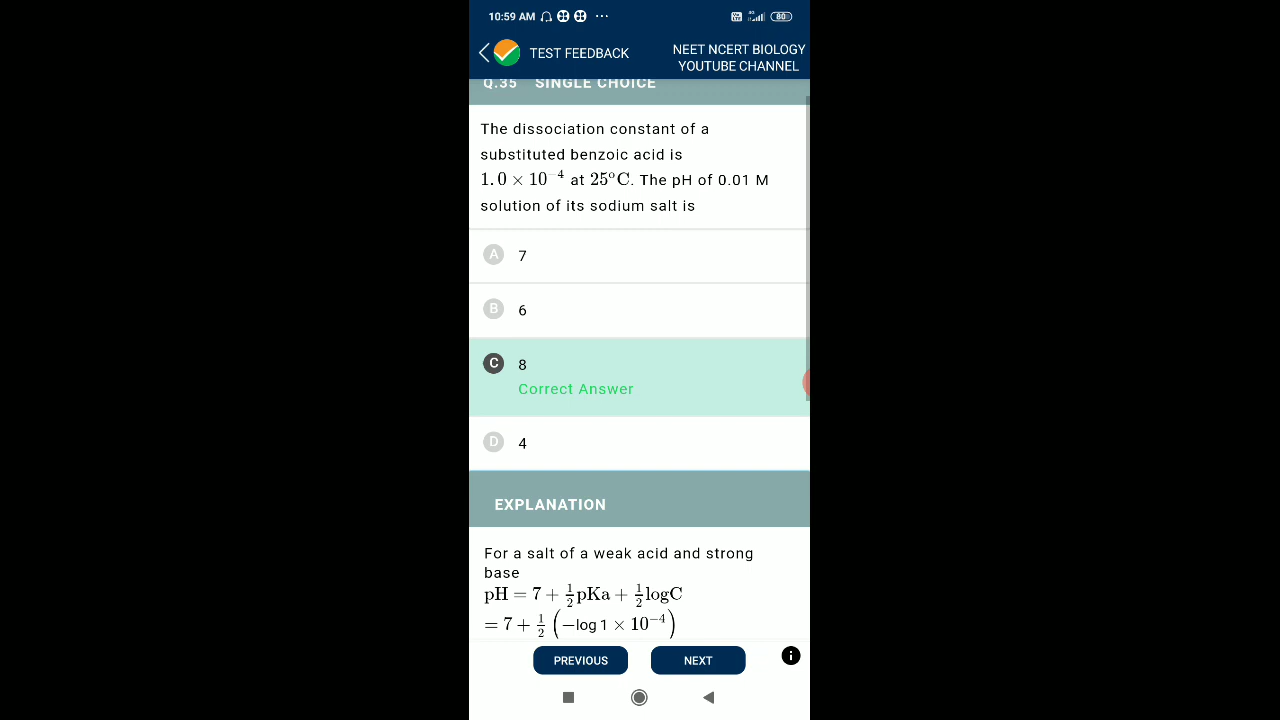 10:59 AM ... 80
TEST FEEDBACK
NEET NCERT BIOLOGY
YOUTUBE CHANNEL
Q.35 SINGLE CHOICE
The dissociation constant of a
substituted benzoic acid is
1.0 × 10⁻⁴ at 25°C. The pH of 0.01 M
solution of its sodium salt is
A 7
B 6
C 8
Correct Answer
D 4
EXPLANATION
For a salt of a weak acid and strong
base
pH = 7 + ½pKa + ½logC
= 7 + ½ (−log 1 × 10⁻⁴)
PREVIOUS NEXT i